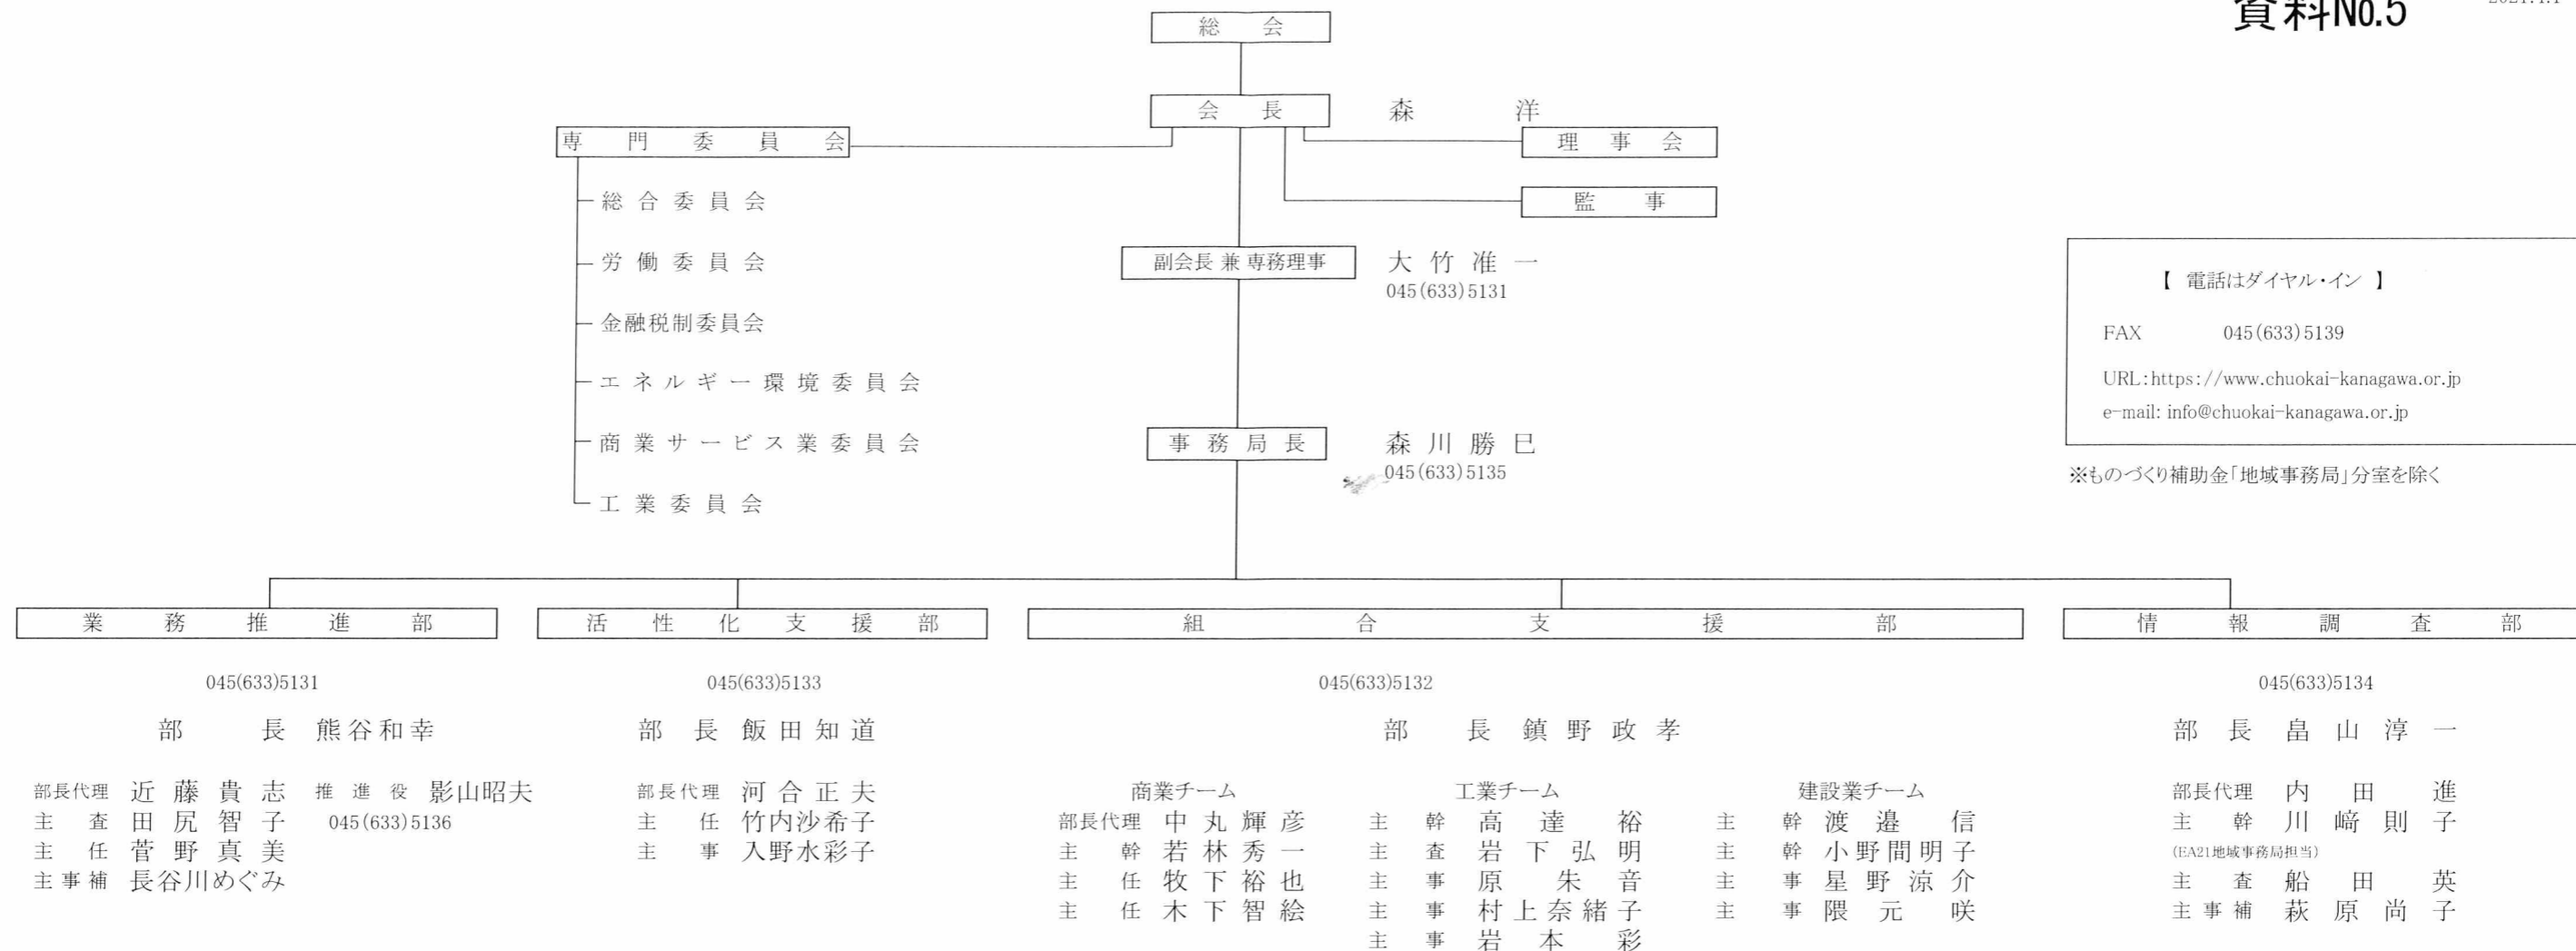 資料No.5
総会
会長 森洋
専門委員会
理事会
総合委員会
監事
労働委員会
副会長 兼 専務理事 大竹准一
045(633)5131
金融税制委員会
エネルギー環境委員会
商業サービス業委員会
事務局長 森川勝巳
045(633)5135
工業委員会
【 電話はダイヤル・イン 】
FAX 045(633)5139
URL:https://www.chuokai-kanagawa.or.jp
e-mail: info@chuokai-kanagawa.or.jp
※ものづくり補助金「地域事務局」分室を除く
業務推進部
045(633)5131
部長 熊谷和幸
部長代理 近藤貴志 推進役 影山昭夫
主査 田尻智子 045(633)5136
主任 菅野真美
主事補 長谷川めぐみ
活性化支援部
045(633)5133
部長 飯田知道
部長代理 河合正夫
主任 竹内沙希子
主事 入野水彩子
組合支援部
045(633)5132
部長 鎮野政孝
商業チーム
部長代理 中丸輝彦
主幹 若林秀一
主任 牧下裕也
主任 木下智絵
工業チーム
主幹 高達裕
主査 岩下弘明
主事 原朱音
主事 村上奈緒子
主事 岩本彩
建設業チーム
主幹 渡邉信
主幹 小野間明子
主事 星野涼介
主事 隈元咲
情報調査部
045(633)5134
部長 畠山淳一
部長代理 内田進
主幹 川﨑則子
(EA21地域事務局担当)
主査 船田英
主事補 萩原尚子